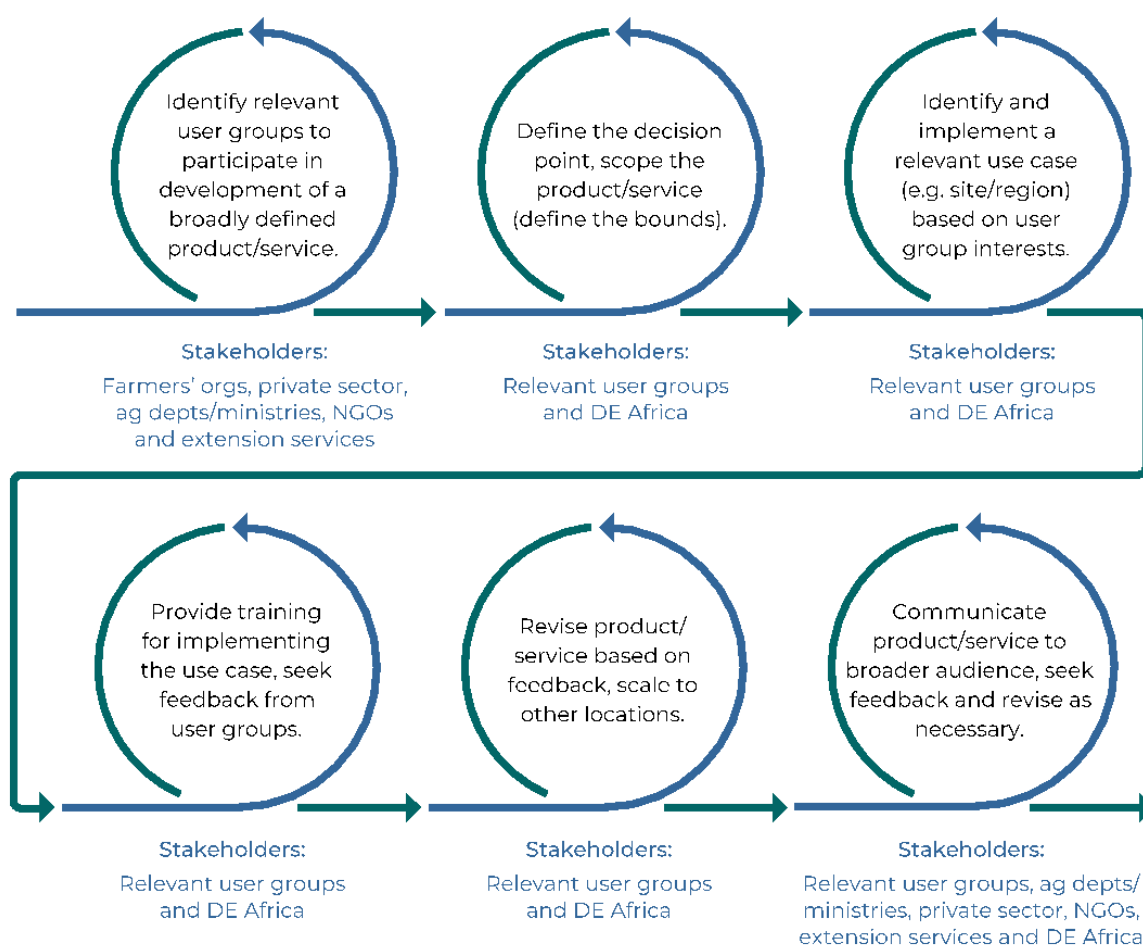 Identify relevant
user groups to
participate in
development of a
broadly defined
product/service.
Define the decision
point, scope the
product/service
(define the bounds).
Identify and
implement a
relevant use case
(e.g. site/region)
based on user
group interests.
Stakeholders:
Farmers' orgs, private sector,
ag depts/ministries, NGOs
and extension services
Stakeholders:
Relevant user groups
and DE Africa
Stakeholders:
Relevant user groups
and DE Africa
Provide training
for implementing
the use case, seek
feedback from
user groups.
Revise product/
service based on
feedback, scale to
other locations.
Communicate
product/service to
broader audience, seek
feedback and revise as
necessary.
Stakeholders:
Relevant user groups
and DE Africa
Stakeholders:
Relevant user groups
and DE Africa
Stakeholders:
Relevant user groups, ag depts/
ministries, private sector, NGOs,
extension services and DE Africa